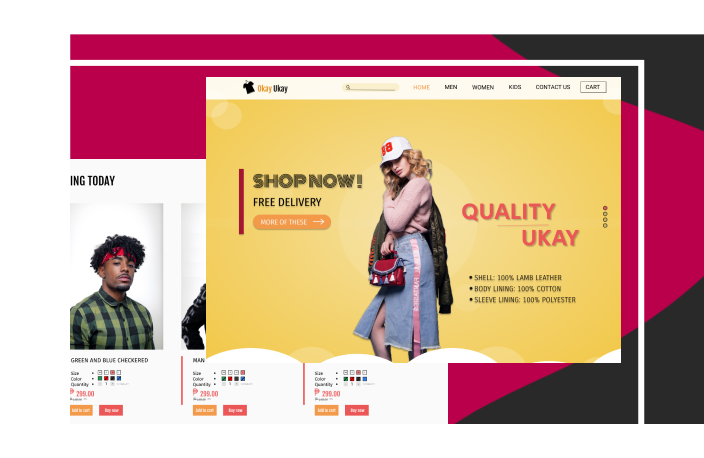 Okay Ukay
HOME MEN WOMEN KIDS CONTACT US CART
98
SHOP NOW!
FREE DELIVERY
MORE OF THESE
QUALITY
UKAY
• SHELL: 100% LAMB LEATHER
• BODY LINING: 100% COTTON
• SLEEVE LINING: 100% POLYESTER
ING TODAY
GREEN AND BLUE CHECKERED
Size
Color
Quantity
₱ 299.00
Add to cart Buy now
MAN
Size
Color
Quantity
₱ 299.00
Add to cart Buy now
Size
Color
Quantity
₱ 299.00
Add to cart Buy now